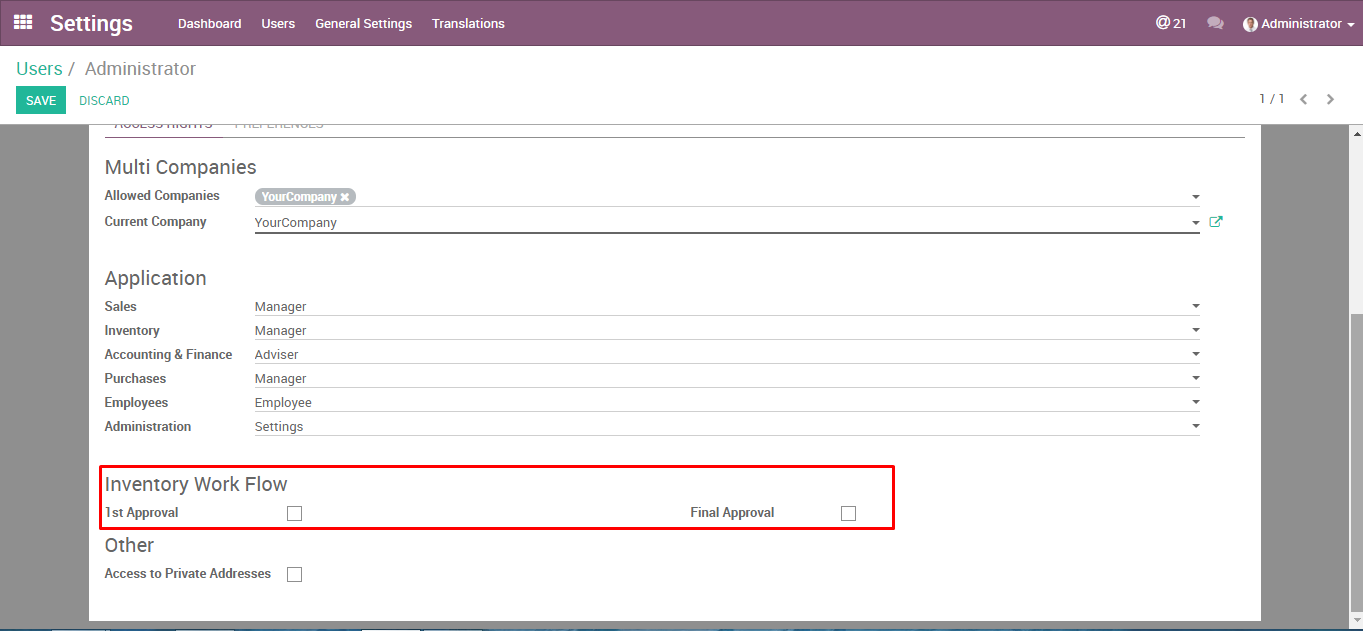 Settings Dashboard Users General Settings Translations @ 21 Administrator
Users / Administrator
SAVE DISCARD 1 / 1
ACCESS RIGHTS PREFERENCES
Multi Companies
Allowed Companies YourCompany ✖
Current Company YourCompany
Application
Sales Manager
Inventory Manager
Accounting & Finance Adviser
Purchases Manager
Employees Employee
Administration Settings
Inventory Work Flow
1st Approval Final Approval
Other
Access to Private Addresses